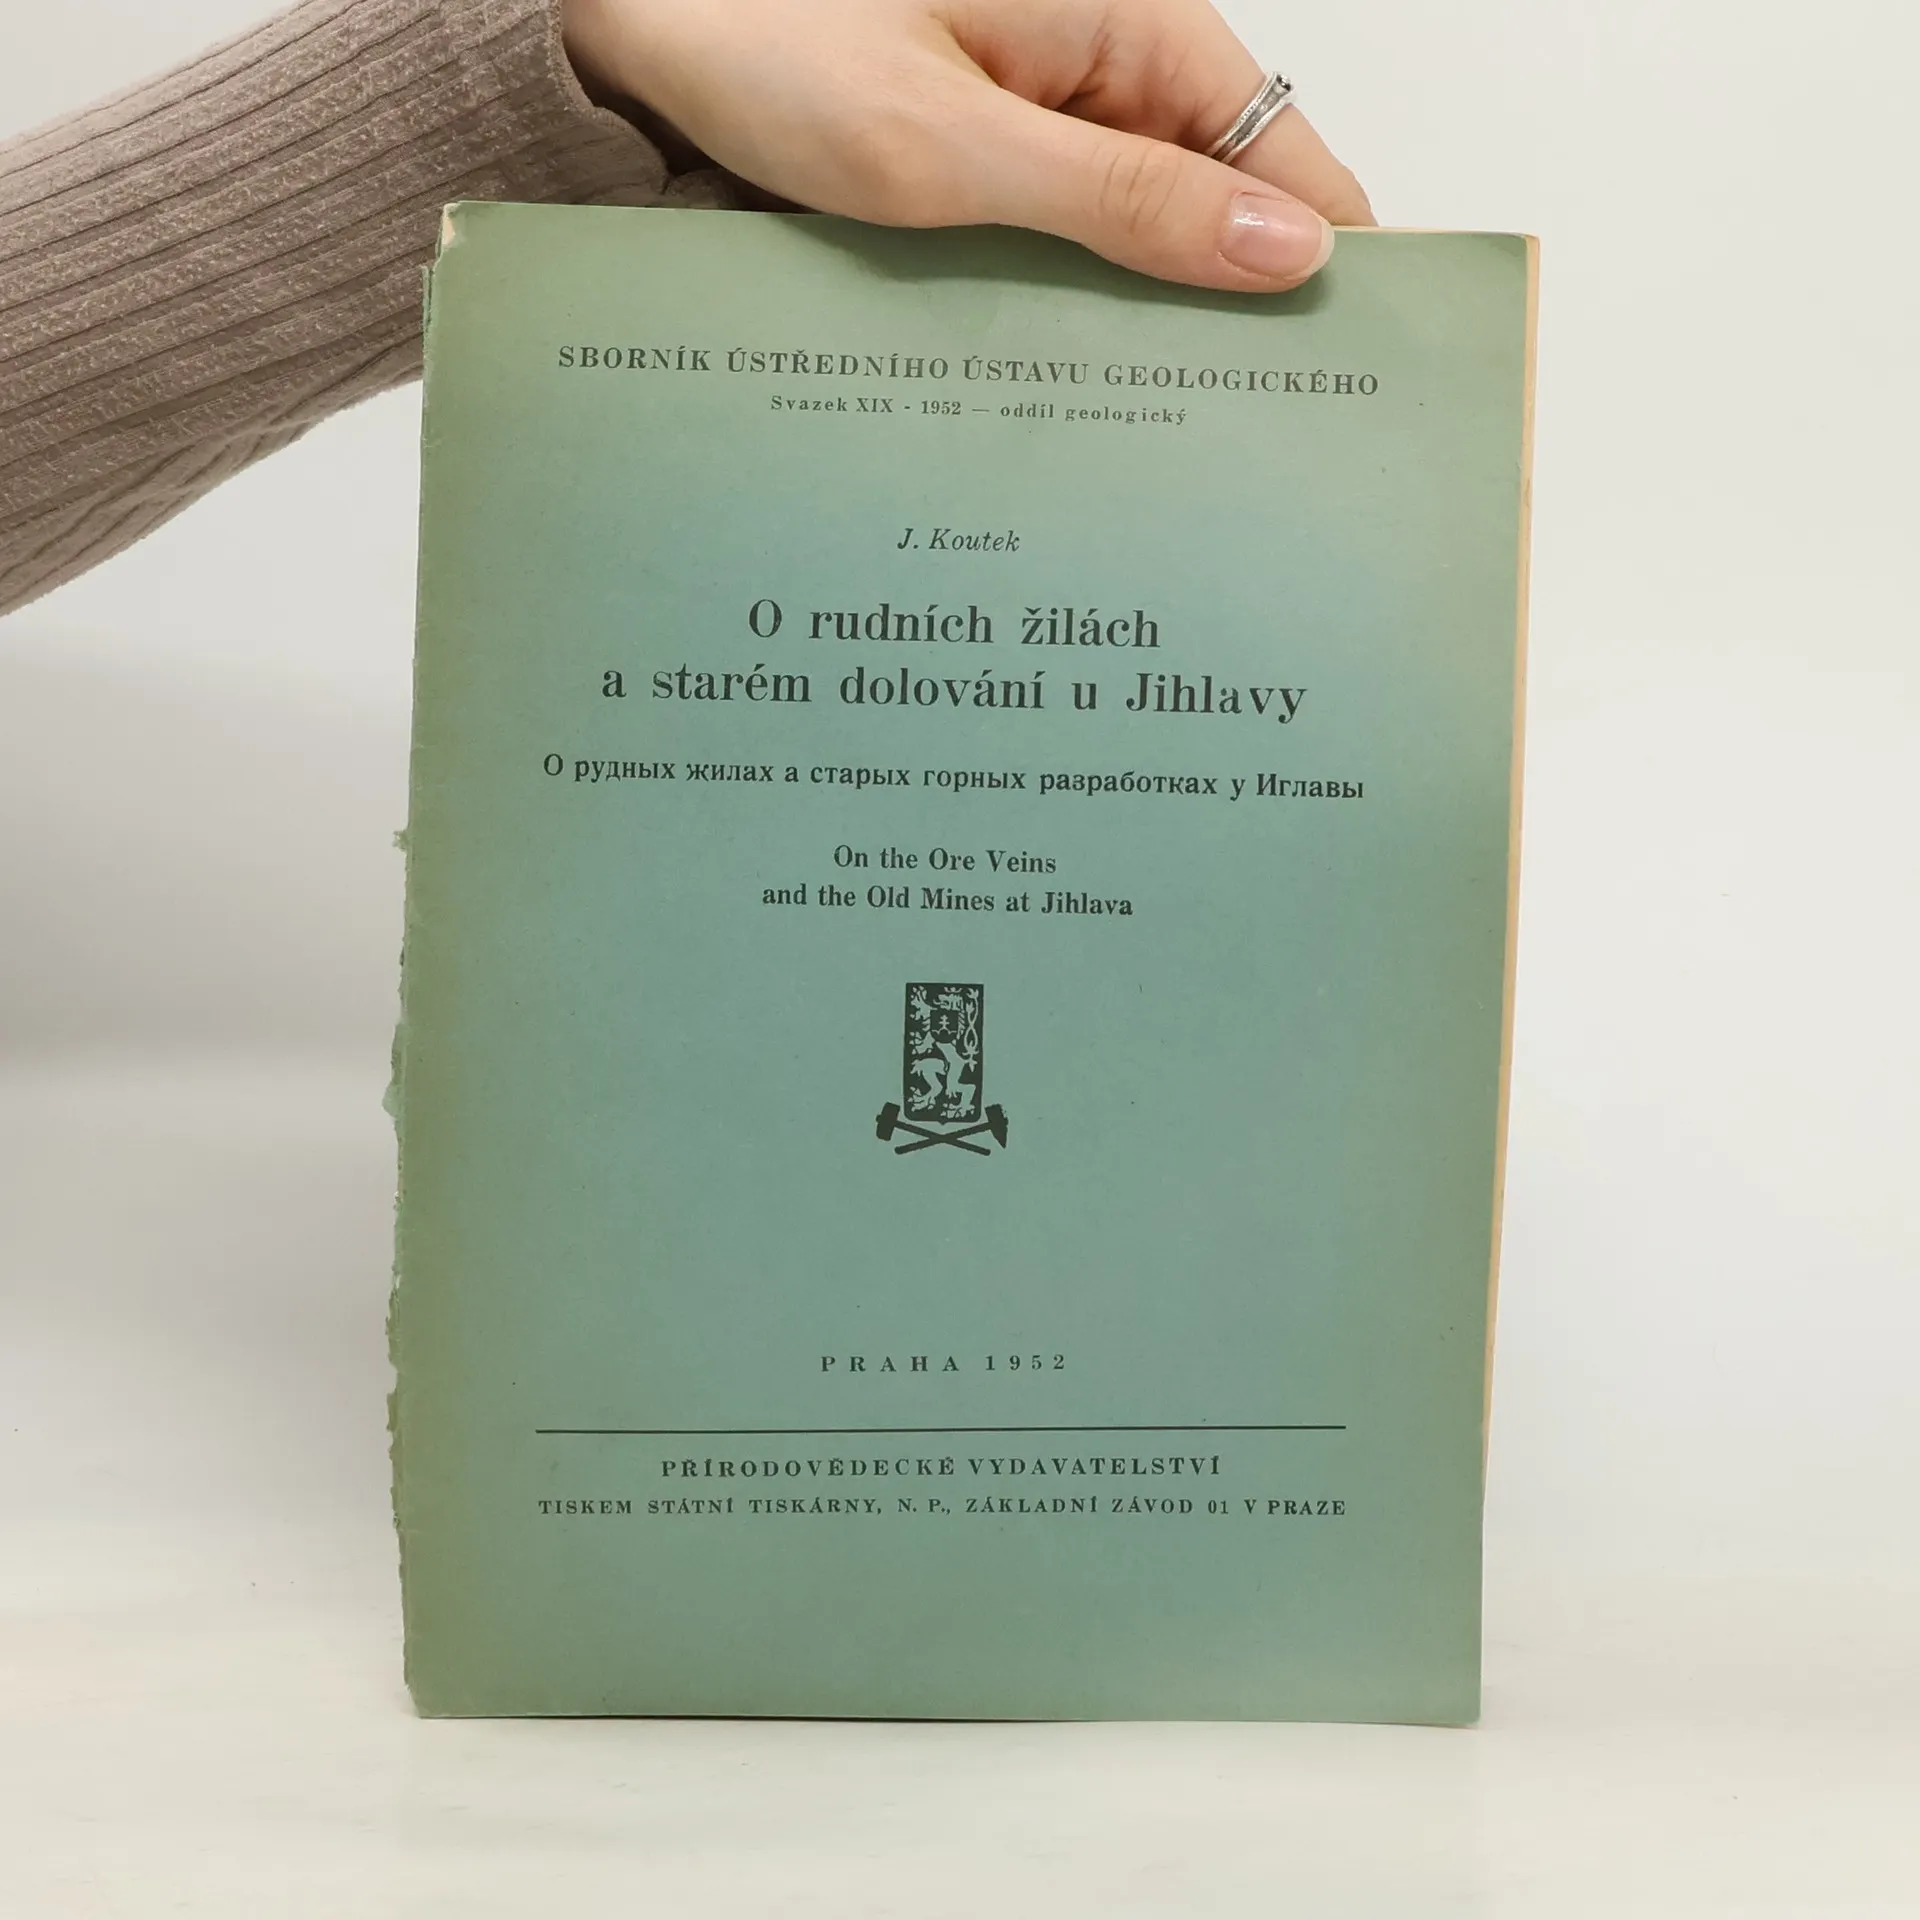 SBORNÍK ÚSTŘEDNÍHO ÚSTAVU GEOLOGICKÉHO
Svazek XIX - 1952 — oddíl geologický
J. Koutek
O rudních žilách
a starém dolování u Jihlavy
О рудных жилах а старых горных разработках у Иглавы
On the Ore Veins
and the Old Mines at Jihlava
PRAHA 1952
PŘÍRODOVĚDECKÉ VYDAVATELSTVÍ
TISKEM STÁTNÍ TISKÁRNY, N. P., ZÁKLADNÍ ZÁVOD 01 V PRAZE